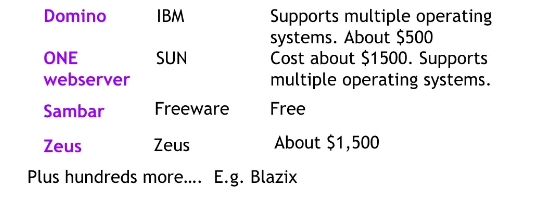 Domino IBM Supports multiple operating
systems. About $500
ONE SUN Cost about $1500. Supports
webserver multiple operating systems.
Sambar Freeware Free
Zeus Zeus About $1,500
Plus hundreds more.... E.g. Blazix